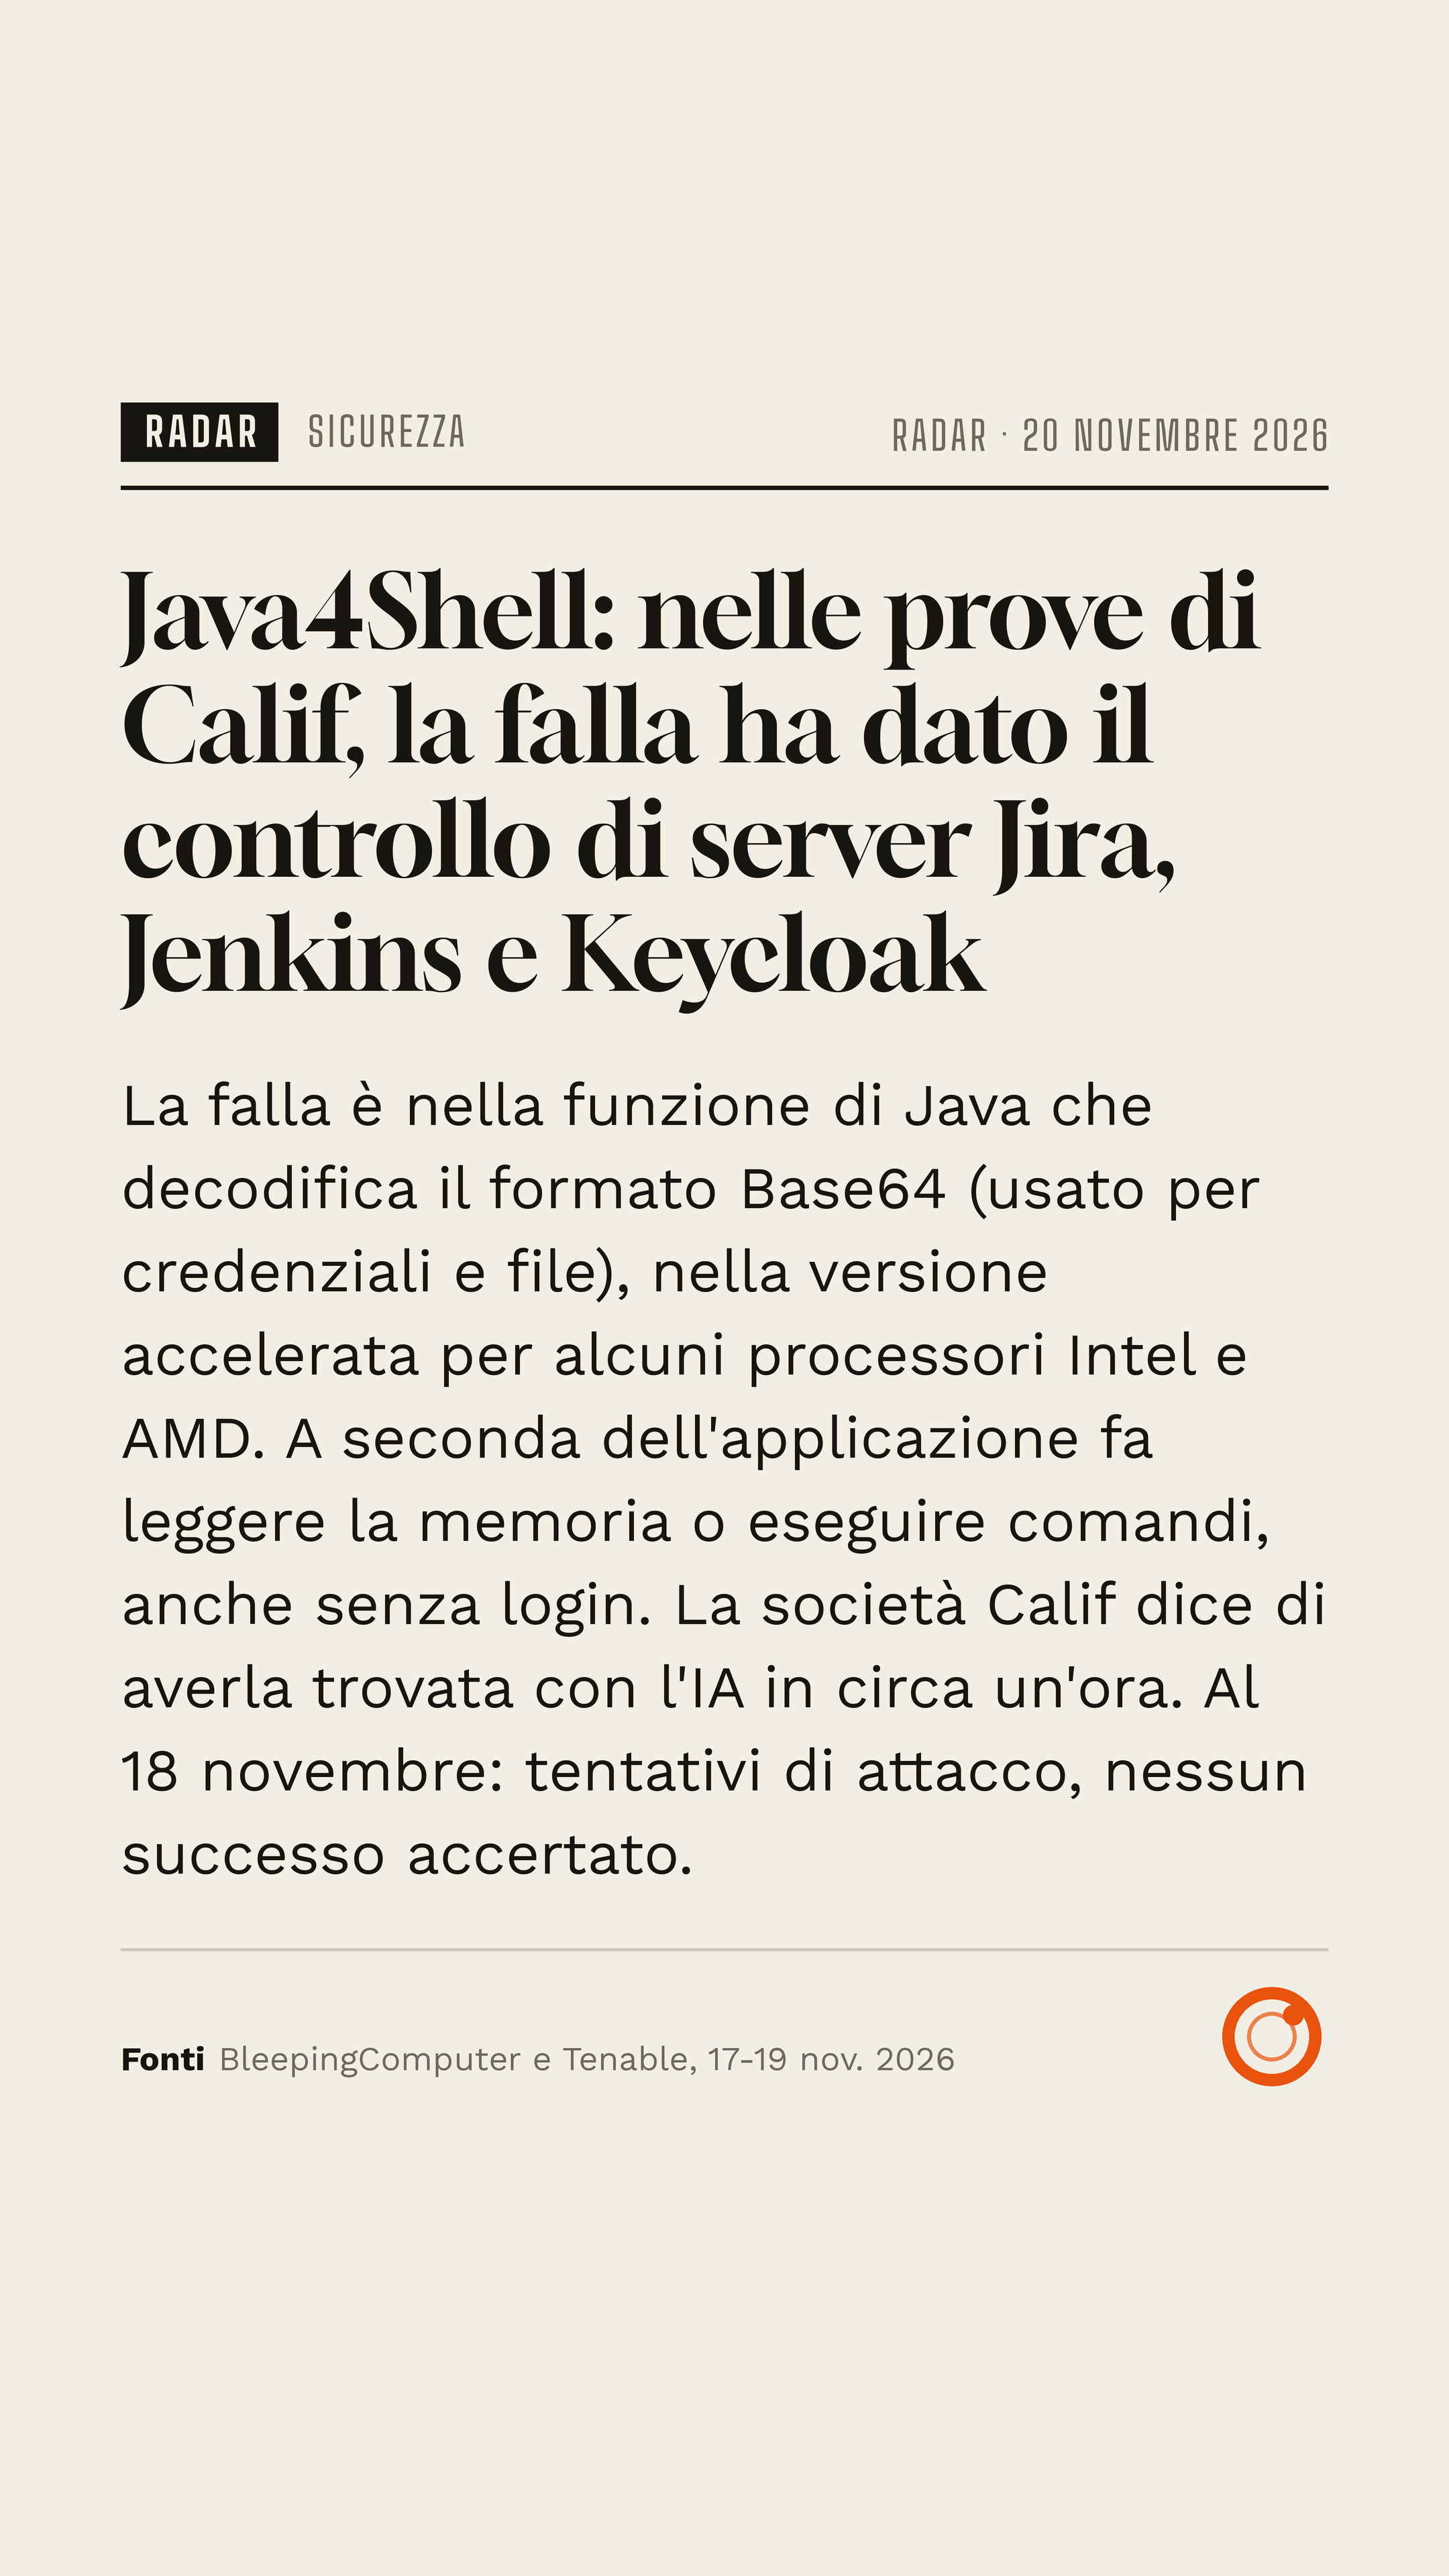 RADAR SICUREZZA RADAR · 20 NOVEMBRE 2026
Java4Shell: nelle prove di
Calif, la falla ha dato il
controllo di server Jira,
Jenkins e Keycloak
La falla è nella funzione di Java che
decodifica il formato Base64 (usato per
credenziali e file), nella versione
accelerata per alcuni processori Intel e
AMD. A seconda dell'applicazione fa
leggere la memoria o eseguire comandi,
anche senza login. La società Calif dice di
averla trovata con l'IA in circa un'ora. Al
18 novembre: tentativi di attacco, nessun
successo accertato.
Fonti BleepingComputer e Tenable, 17-19 nov. 2026